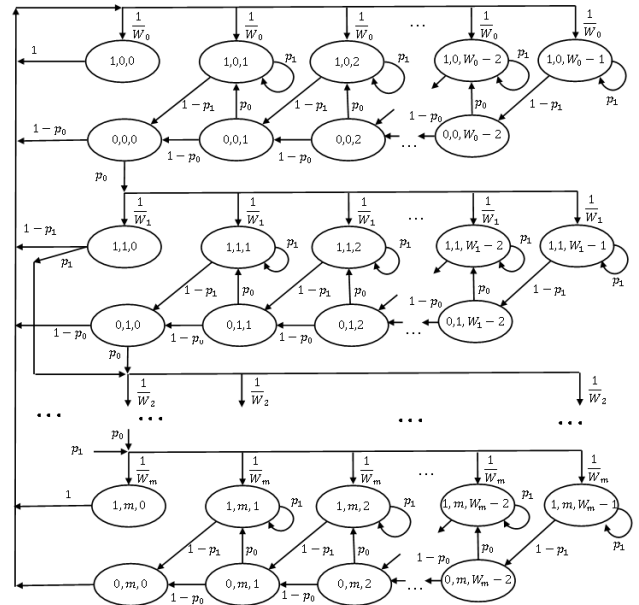 1/W₀ 1/W₀ 1/W₀ ... 1/W₀ 1/W₀
1 p₁ p₁ p₁
1,0,0 1,0,1 1,0,2 1,0,W₀−2 1,0,W₀−1
p₁
1−p₁ p₀ 1−p₁ p₀ p₀ 1−p₁
1−p₀ 0,0,0 0,0,1 0,0,2 0,0,W₀−2
1−p₀ 1−p₀ ...
p₀
1/W₁ 1/W₁ 1/W₁ ... 1/W₁ 1/W₁
1−p₁ p₁ p₁ p₁
1,1,0 1,1,1 1,1,2 1,1,W₁−2 1,1,W₁−1
p₁ p₁
1−p₁ p₀ 1−p₁ p₀ 1−p₀ p₀ 1−p₁
0,1,0 0,1,1 0,1,2 0,1,W₁−2
1−p₀ 1−p₀ 1−p₀ ...
p₀
1/W₂ 1/W₂ 1/W₂
... ... ... ...
p₀
p₁
1/Wₘ 1/Wₘ 1/Wₘ ... 1/Wₘ 1/Wₘ
1 p₁ p₁ p₁
1,m,0 1,m,1 1,m,2 1,m,Wₘ−2 1,m,Wₘ−1
p₁
1−p₁ p₀ 1−p₁ p₀ 1−p₀ p₀ 1−p₁
0,m,0 0,m,1 0,m,2 0,m,Wₘ−2
1−p₀ 1−p₀ ...